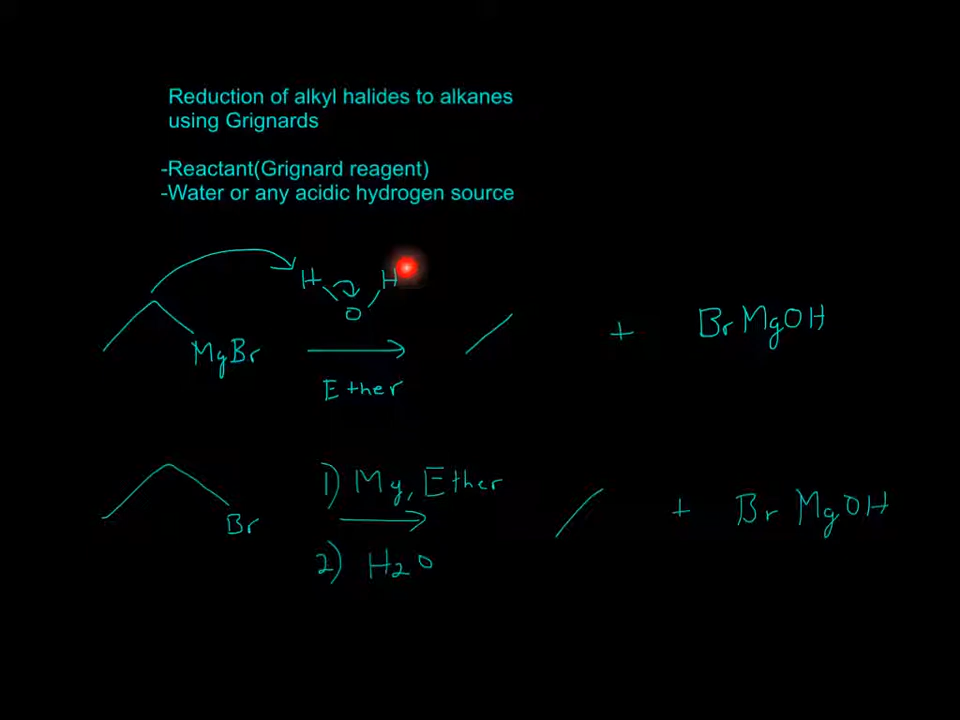 Reduction of alkyl halides to alkanes
using Grignards
-Reactant(Grignard reagent)
-Water or any acidic hydrogen source
H H
O
MgBr
Ether
+ BrMgOH
1) Mg, Ether
Br
+ BrMgOH
2) H2O